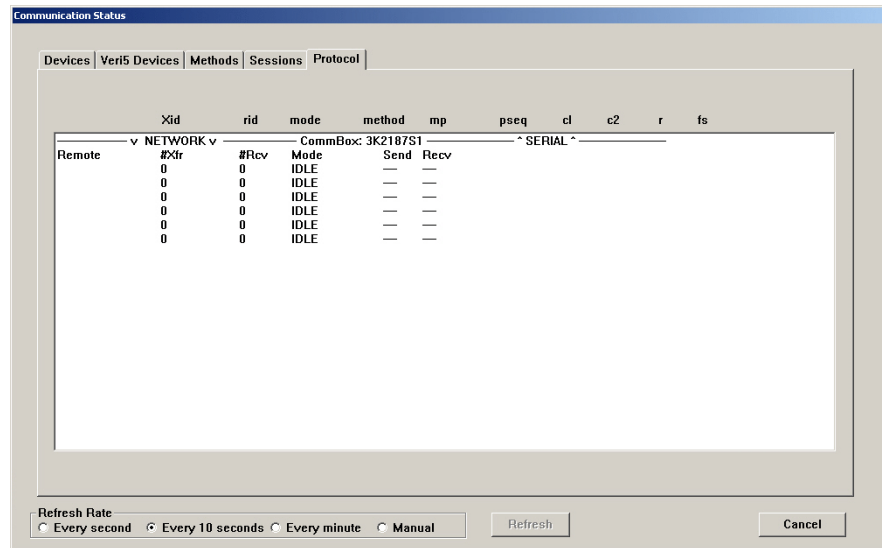 Communication Status
Devices Veri5 Devices Methods Sessions Protocol
Xid rid mode method mp pseq cl c2 r fs
v NETWORK v CommBox: 3K2187S1 ^ SERIAL ^
Remote #Xfr #Rcv Mode Send Recv
0 0 IDLE — —
0 0 IDLE — —
0 0 IDLE — —
0 0 IDLE — —
0 0 IDLE — —
0 0 IDLE — —
Refresh Rate
Every second Every 10 seconds Every minute Manual Refresh Cancel